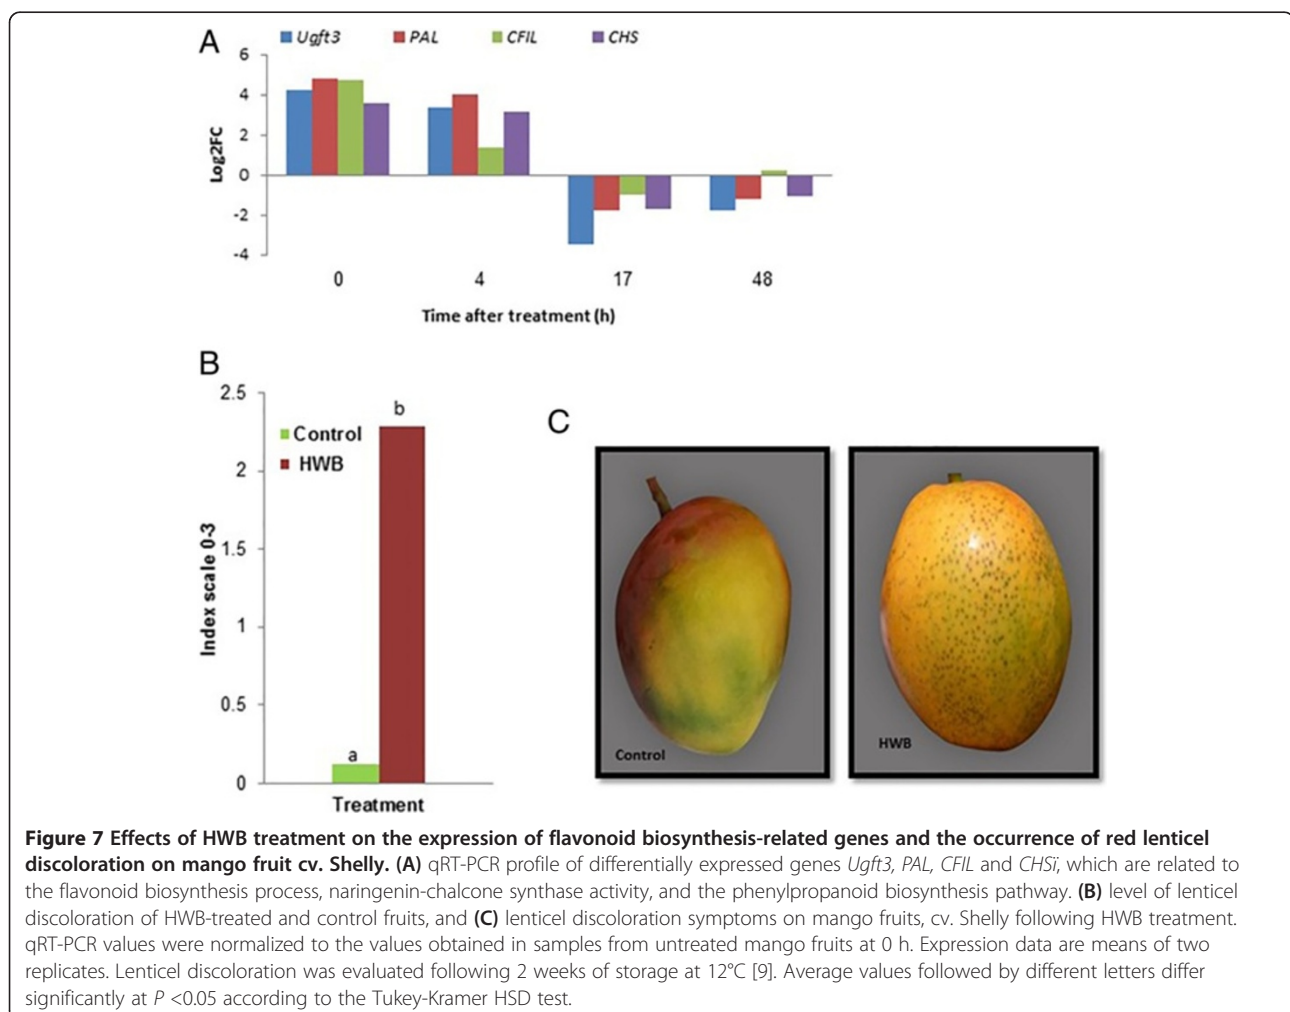 A
Ugft3 PAL CFIL CHS
6
4
2
0
-2
-4
Log2FC
0 4 17 48
Time after treatment (h)
B
2.5
2
1.5
1
0.5
0
Index scale 0-3
Control
HWB
a
b
Treatment
C
Control
HWB
Figure 7 Effects of HWB treatment on the expression of flavonoid biosynthesis-related genes and the occurrence of red lenticel
discoloration on mango fruit cv. Shelly. (A) qRT-PCR profile of differentially expressed genes Ugft3, PAL, CFIL and CHSï, which are related to
the flavonoid biosynthesis process, naringenin-chalcone synthase activity, and the phenylpropanoid biosynthesis pathway. (B) level of lenticel
discoloration of HWB-treated and control fruits, and (C) lenticel discoloration symptoms on mango fruits, cv. Shelly following HWB treatment.
qRT-PCR values were normalized to the values obtained in samples from untreated mango fruits at 0 h. Expression data are means of two
replicates. Lenticel discoloration was evaluated following 2 weeks of storage at 12°C [9]. Average values followed by different letters differ
significantly at P <0.05 according to the Tukey-Kramer HSD test.